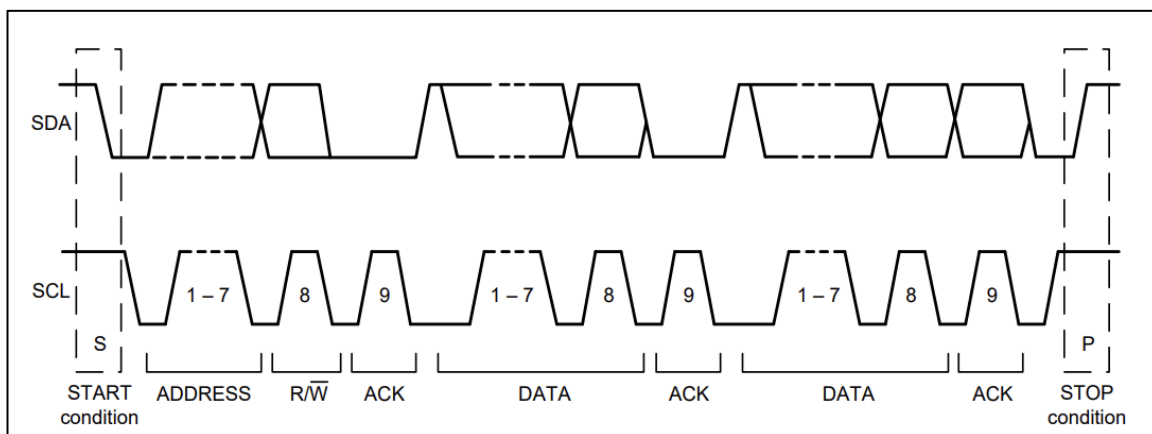 SDA
SCL
1 – 7
8
9
1 – 7
8
9
1 – 7
8
9
S
P
START
condition
ADDRESS
R/W̅
ACK
DATA
ACK
DATA
ACK
STOP
condition